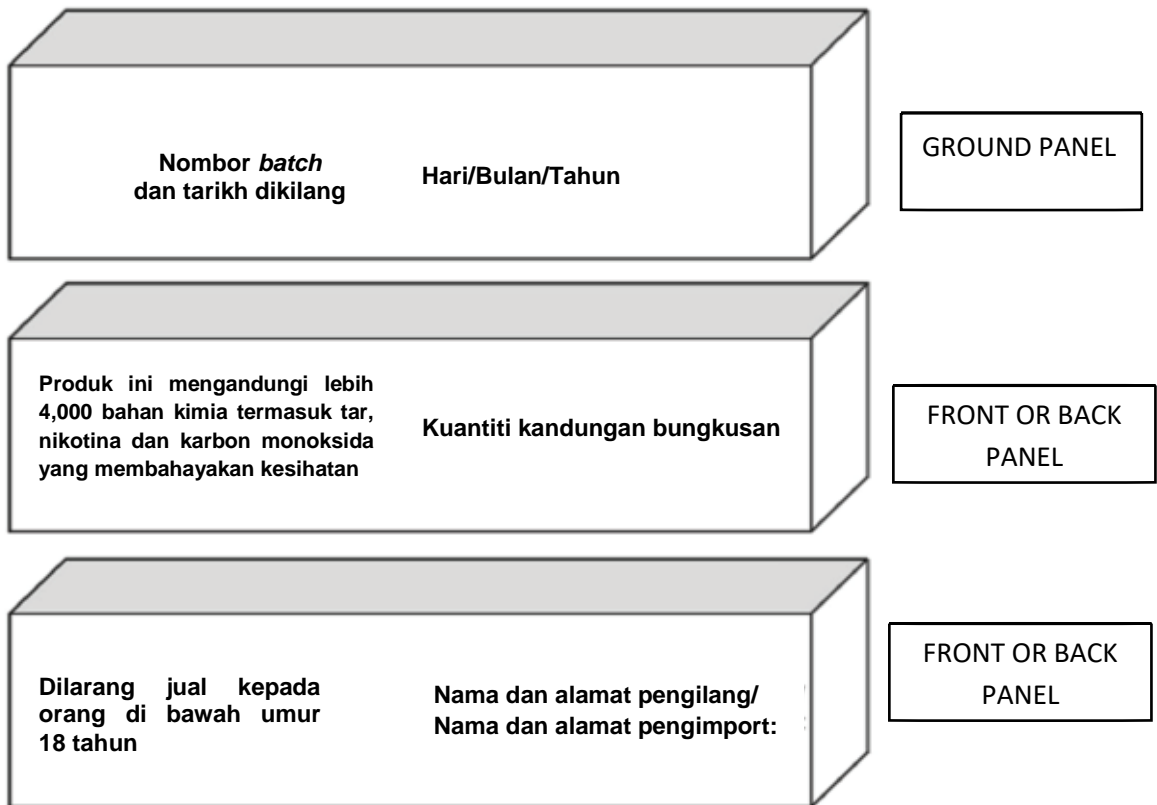 Nombor batch
dan tarikh dikilang
Hari/Bulan/Tahun
GROUND PANEL
Produk ini mengandungi lebih
4,000 bahan kimia termasuk tar,
nikotina dan karbon monoksida
yang membahayakan kesihatan
Kuantiti kandungan bungkusan
FRONT OR BACK
PANEL
Dilarang jual kepada
orang di bawah umur
18 tahun
Nama dan alamat pengilang/
Nama dan alamat pengimport:
FRONT OR BACK
PANEL